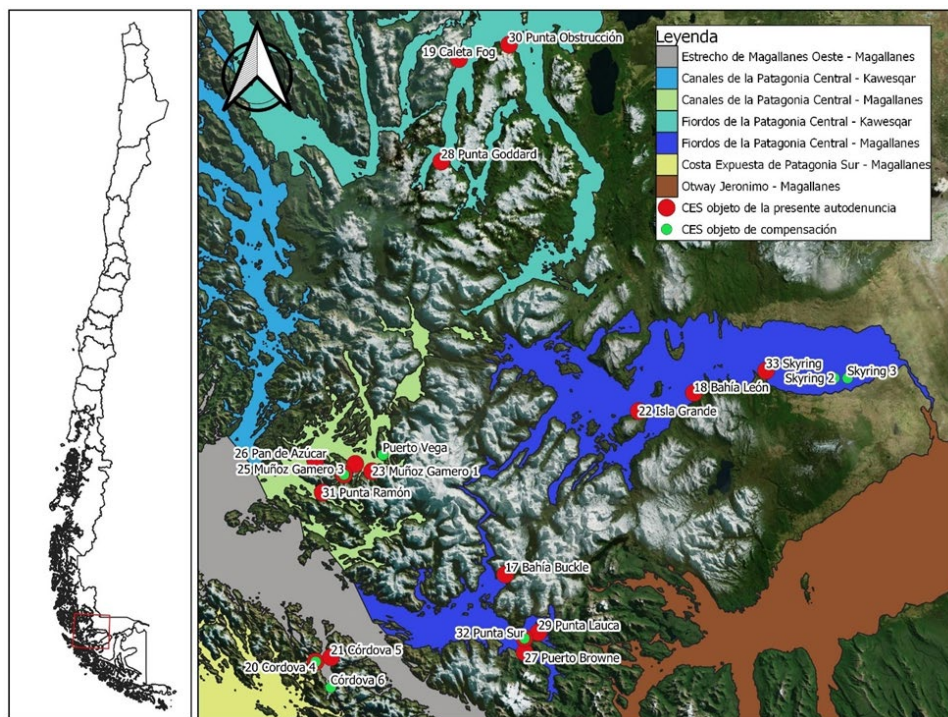 30 Punta Obstrucción
19 Caleta Fog
28 Punta Goddard
Leyenda
Estrecho de Magallanes Oeste - Magallanes
Canales de la Patagonia Central - Kawesqar
Canales de la Patagonia Central - Magallanes
Fiordos de la Patagonia Central - Kawesqar
Fiordos de la Patagonia Central - Magallanes
Costa Expuesta de Patagonia Sur - Magallanes
Otway Jeronimo - Magallanes
CES objeto de la presente autodenuncia
CES objeto de compensación
33 Skyring
Skyring 2
Skyring 3
18 Bahía León
22 Isla Grande
Puerto Vega
26 Pan de Azúcar
25 Muñoz Gamero 3
23 Muñoz Gamero 1
31 Punta Ramón
17 Bahía Buckle
29 Punta Lauca
32 Punta Sur
27 Puerto Browne
21 Córdova 5
20 Cordova 4
Córdova 6